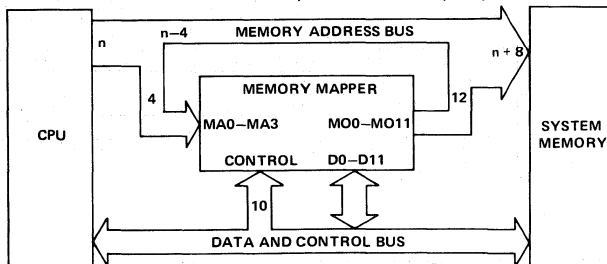 n
n–4
MEMORY ADDRESS BUS
n + 8
4
MEMORY MAPPER
12
CPU
MA0–MA3
MO0–MO11
SYSTEM
MEMORY
CONTROL
D0–D11
10
DATA AND CONTROL BUS